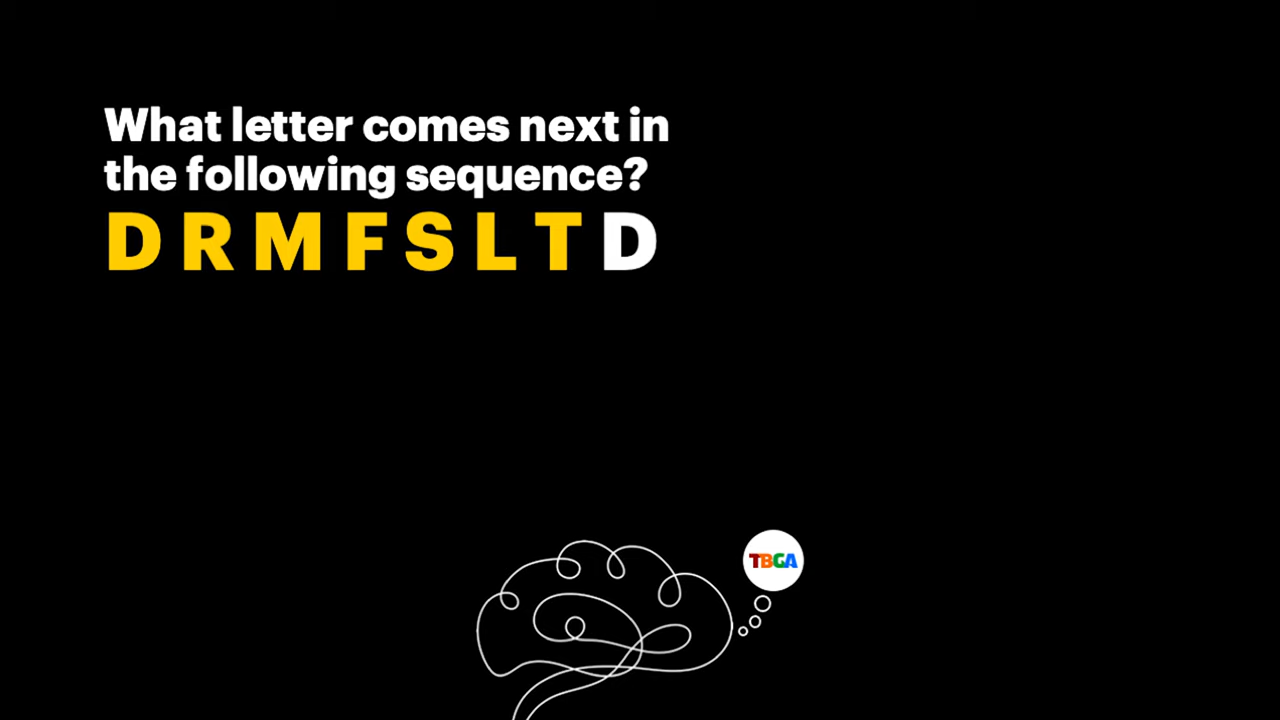 What letter comes next in
the following sequence?
D R M F S L T D
TBGA